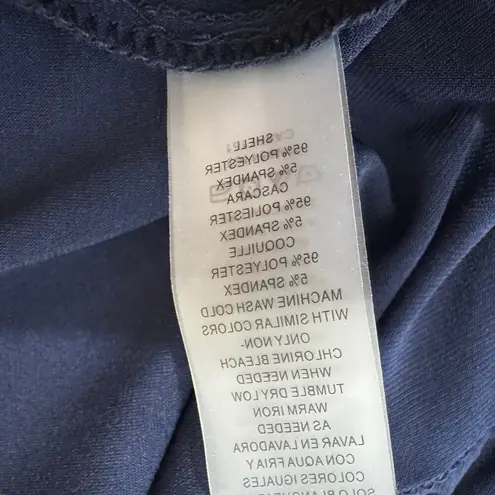 SHELL
95% POLYESTER
5% SPANDEX
CASCARA
95% POLIESTER
5% SPANDEX
COQUILLE
95% POLYESTER
5% SPANDEX
MACHINE WASH COLD
WITH SIMILAR COLORS
ONLY NON-
CHLORINE BLEACH
WHEN NEEDED
TUMBLE DRY LOW
WARM IRON
AS NEEDED
LAVAR EN LAVADORA
CON AQUA FRIA Y
COLORES IGUALES
SOLO